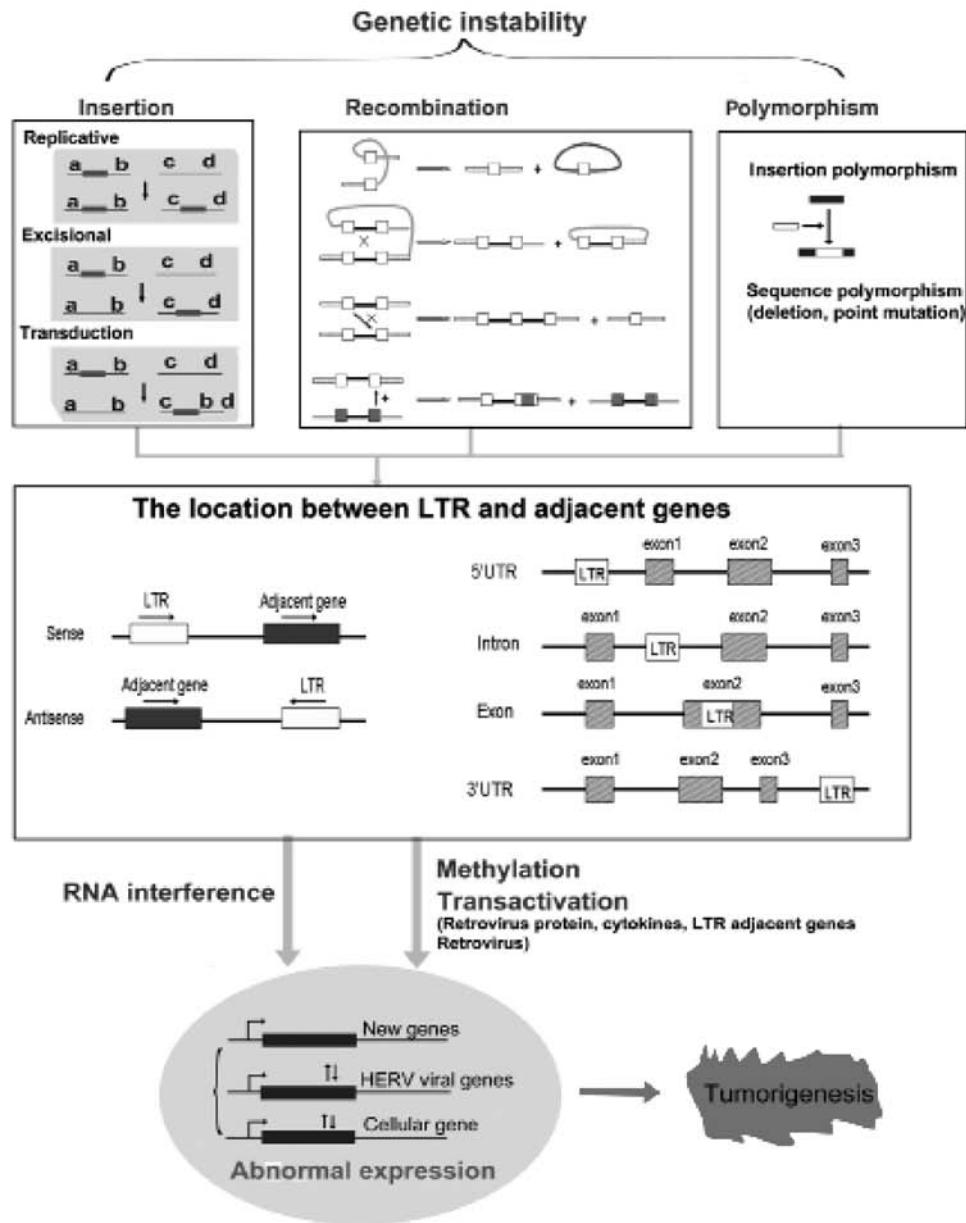 Genetic instability
Insertion
Replicative
a b c d
a b c d
Excisional
a b c d
a b c d
Transduction
a b c d
a b c b d
Recombination
+
×
+
×
+
+
+
Polymorphism
Insertion polymorphism
Sequence polymorphism
(deletion, point mutation)
The location between LTR and adjacent genes
LTR Adjacent gene
Sense
Adjacent gene LTR
Antisense
exon1 exon2 exon3
5'UTR LTR
exon1 exon2 exon3
Intron LTR
exon1 exon2 exon3
Exon LTR
exon1 exon2 exon3
3'UTR LTR
RNA interference
Methylation
Transactivation
(Retrovirus protein, cytokines, LTR adjacent genes
Retrovirus)
New genes
HERV viral genes
Cellular gene
Abnormal expression
Tumorigenesis